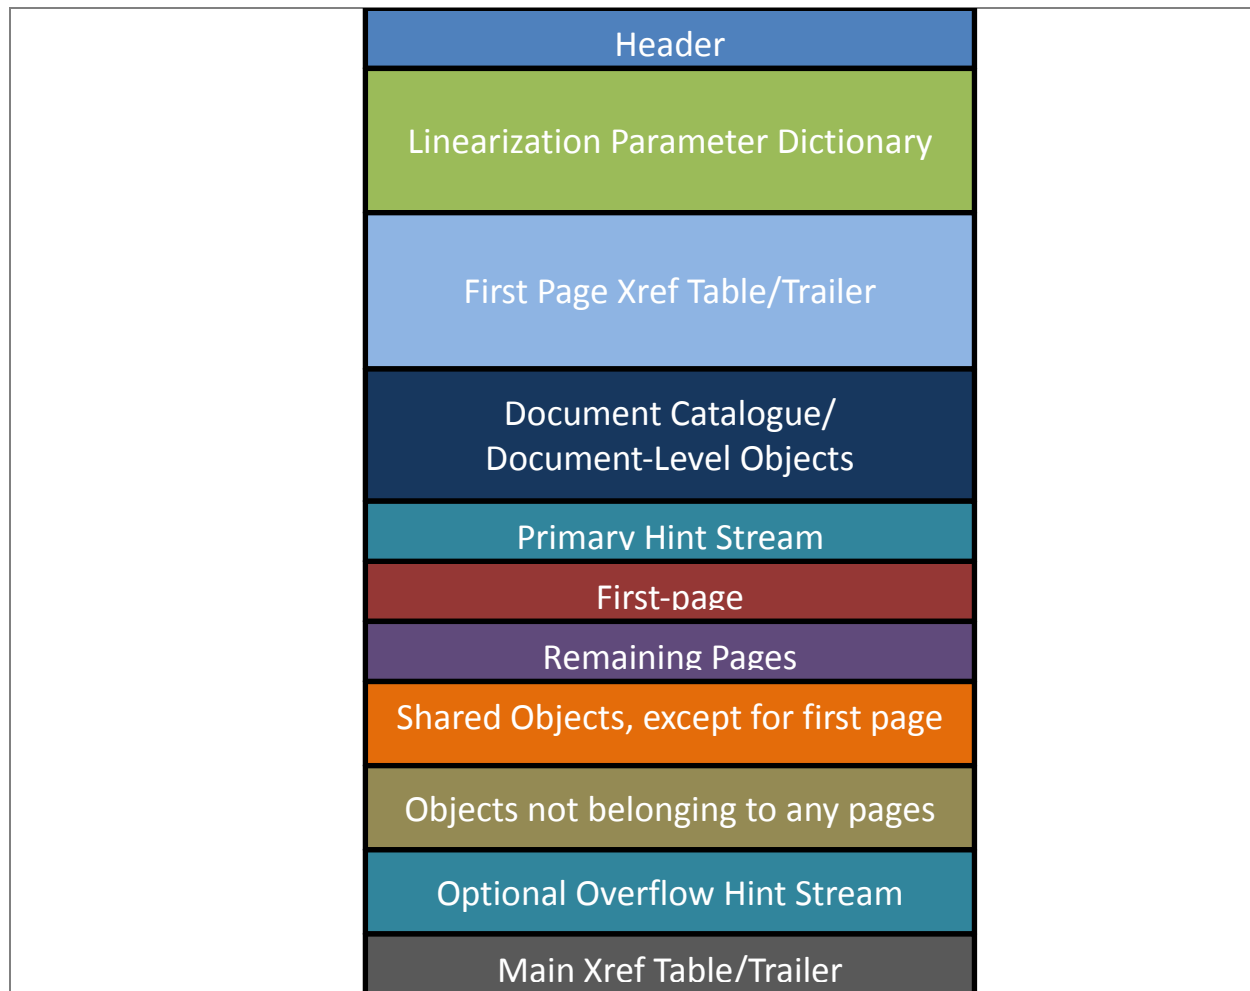 Header
Linearization Parameter Dictionary
First Page Xref Table/Trailer
Document Catalogue/
Document-Level Objects
Primary Hint Stream
First-page
Remaining Pages
Shared Objects, except for first page
Objects not belonging to any pages
Optional Overflow Hint Stream
Main Xref Table/Trailer